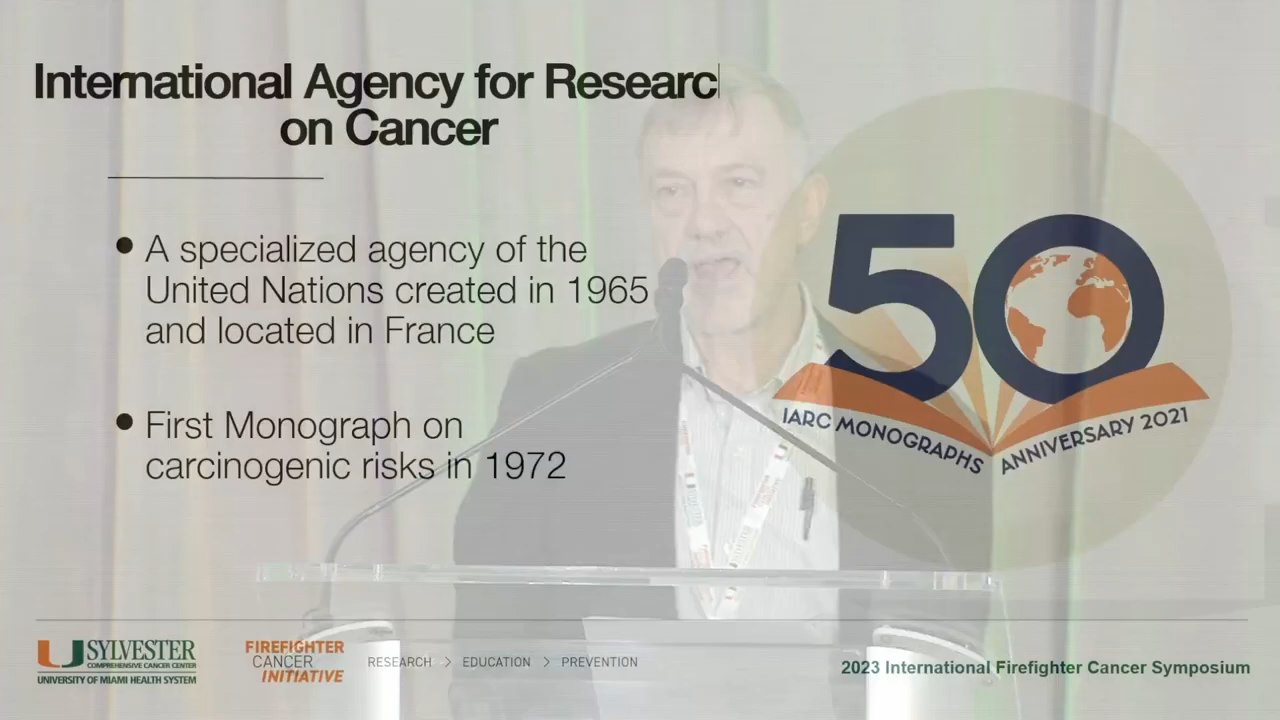 International Agency for Researc
on Cancer
• A specialized agency of the
United Nations created in 1965
and located in France
• First Monograph on
carcinogenic risks in 1972
50
IARC MONOGRAPHS ANNIVERSARY 2021
U SYLVESTER
COMPREHENSIVE CANCER CENTER
UNIVERSITY OF MIAMI HEALTH SYSTEM
FIREFIGHTER
CANCER
INITIATIVE
RESEARCH > EDUCATION > PREVENTION
2023 International Firefighter Cancer Symposium